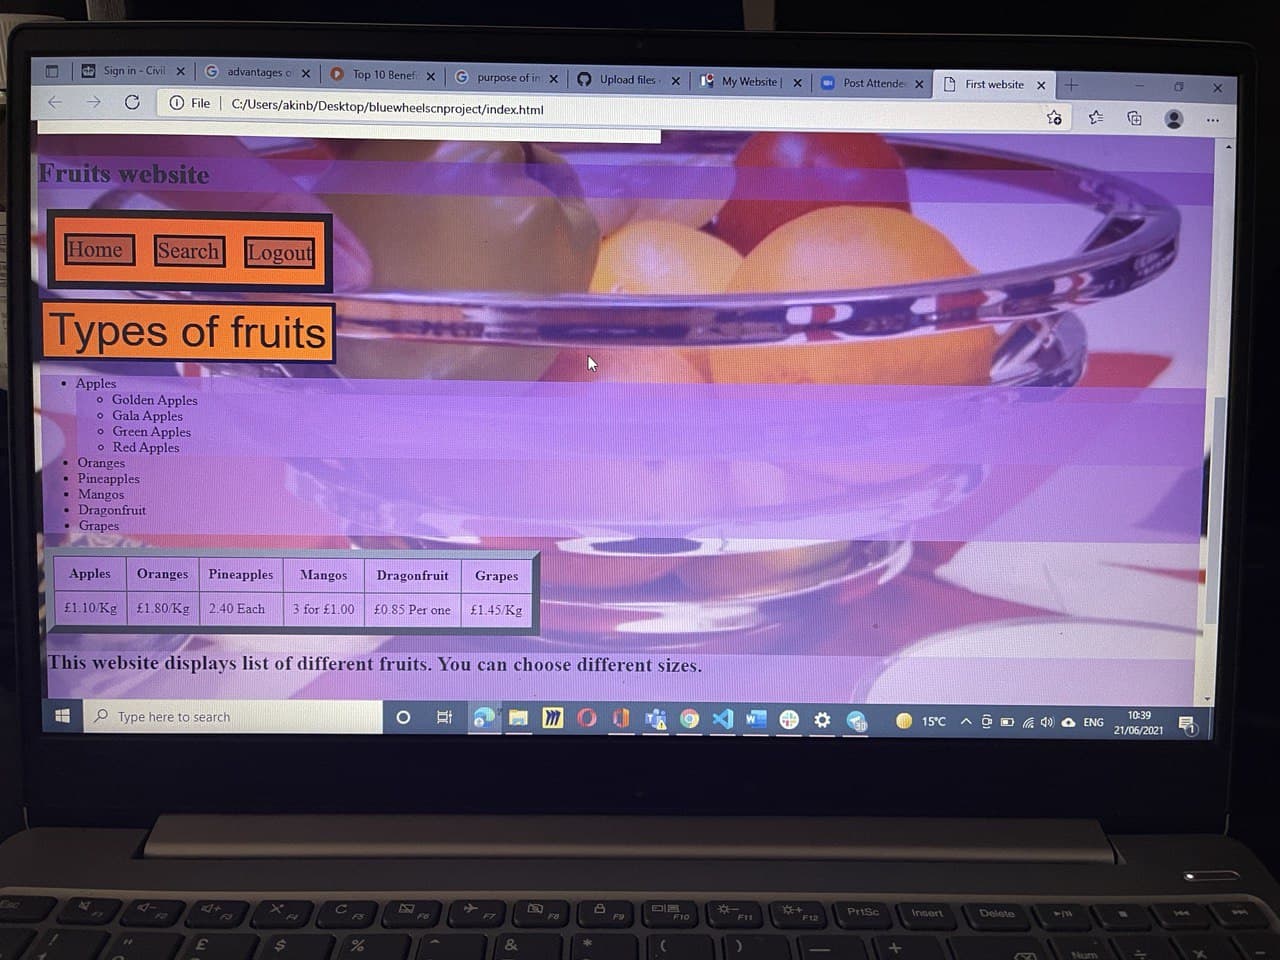 Sign in - Civil
advantages o
Top 10 Benef
purpose of in
Upload files
My Website |
Post Attende
First website
File
C:/Users/akinb/Desktop/bluewheelscnproject/index.html
Fruits website
Home Search Logout
Types of fruits
Apples
Golden Apples
Gala Apples
Green Apples
Red Apples
Oranges
Pineapples
Mangos
Dragonfruit
Grapes
Apples Oranges Pineapples Mangos Dragonfruit Grapes
£1.10/Kg £1.80/Kg 2.40 Each 3 for £1.00 £0.85 Per one £1.45/Kg
This website displays list of different fruits. You can choose different sizes.
Type here to search
15°C
ENG
10:39
21/06/2021
1
Esc F1 F2 F3 F4 F5 F6 F7 F8 F9 F10 F11 F12 PrtSc Insert Delete
! " £ $ % ^ & * ( ) — + Num ÷ × −